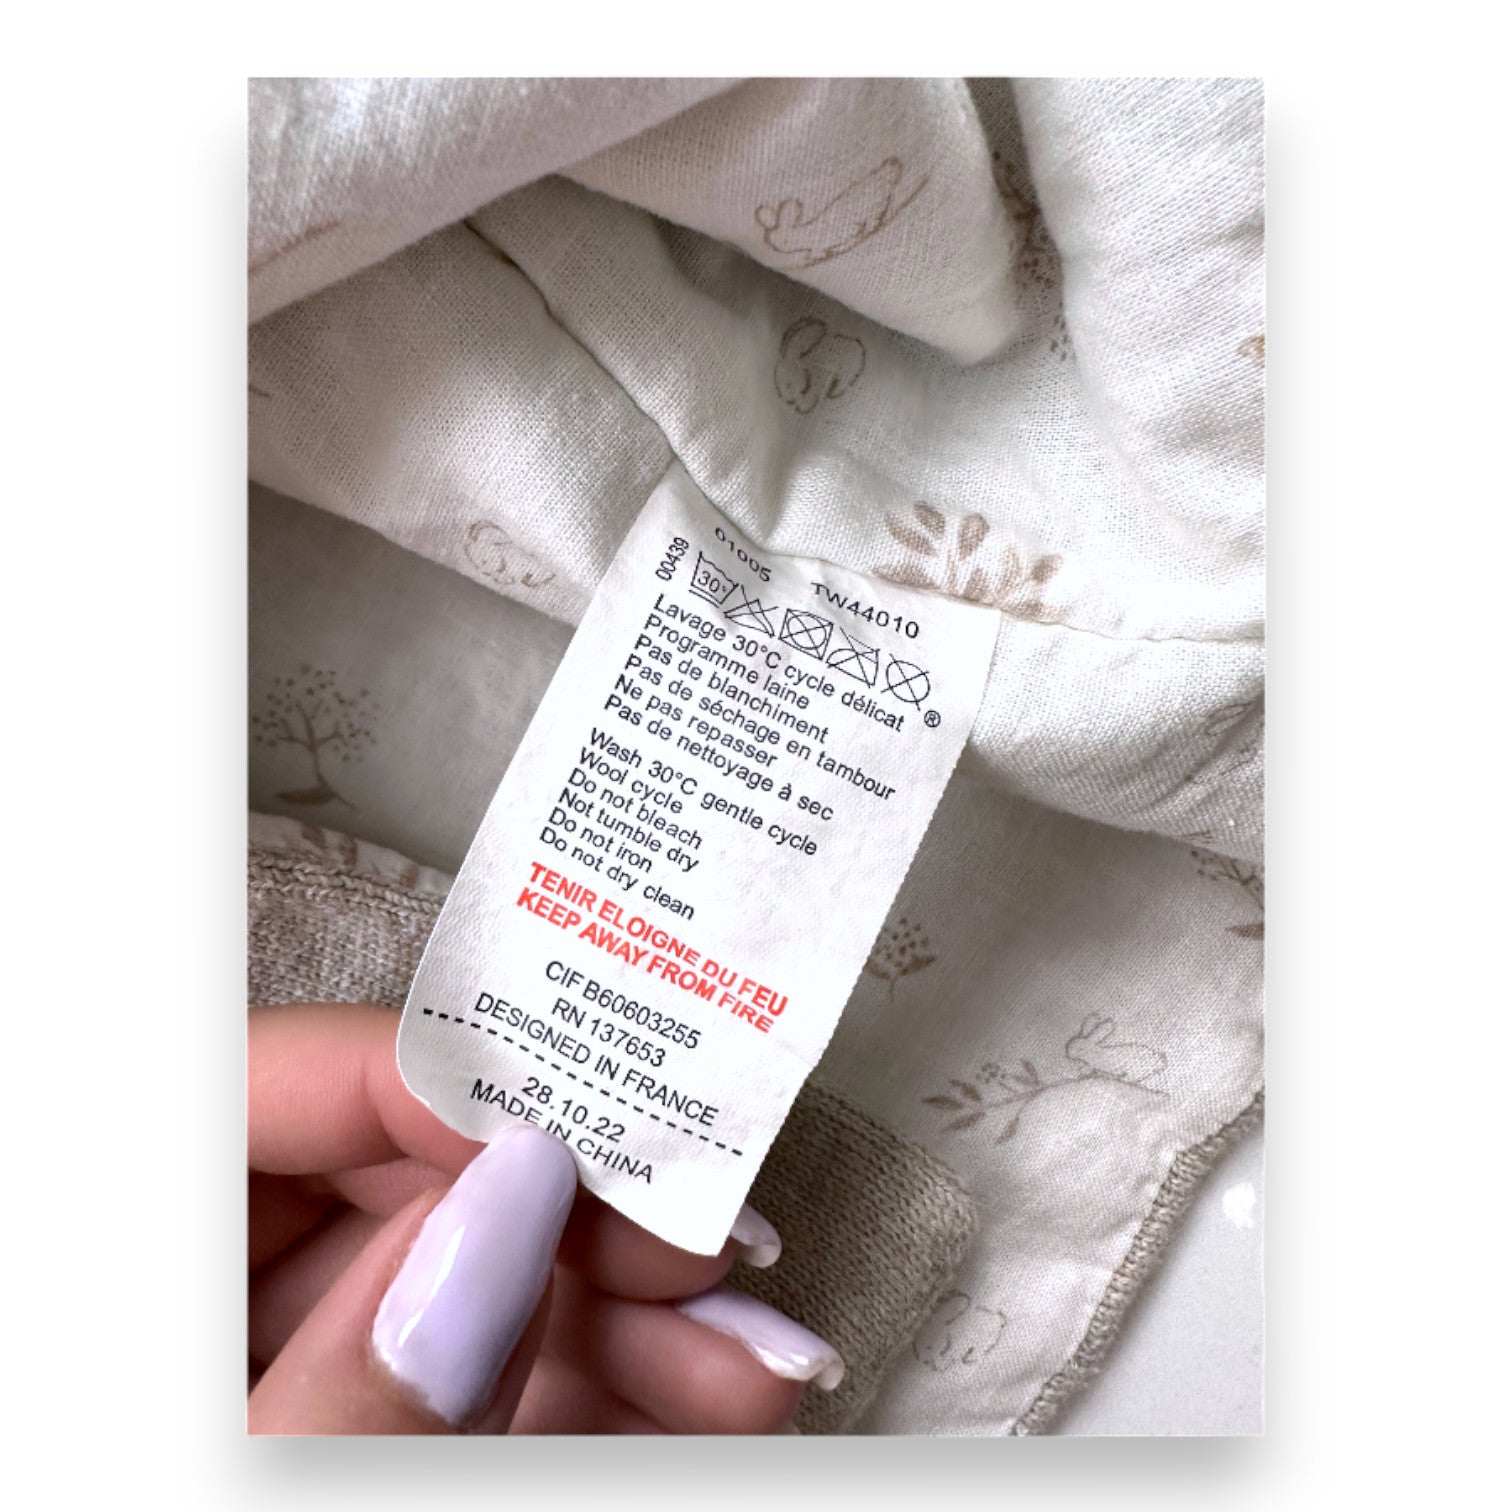 00439
01005 TW44010
30°
®
Lavage 30°C cycle délicat
Programme laine
Pas de blanchiment
Pas de séchage en tambour
Ne pas repasser
Pas de nettoyage à sec
Wash 30°C gentle cycle
Wool cycle
Do not bleach
Not tumble dry
Do not iron
Do not dry clean
TENIR ELOIGNE DU FEU
KEEP AWAY FROM FIRE
CIF B60603255
RN 137653
DESIGNED IN FRANCE
28.10.22
MADE IN CHINA